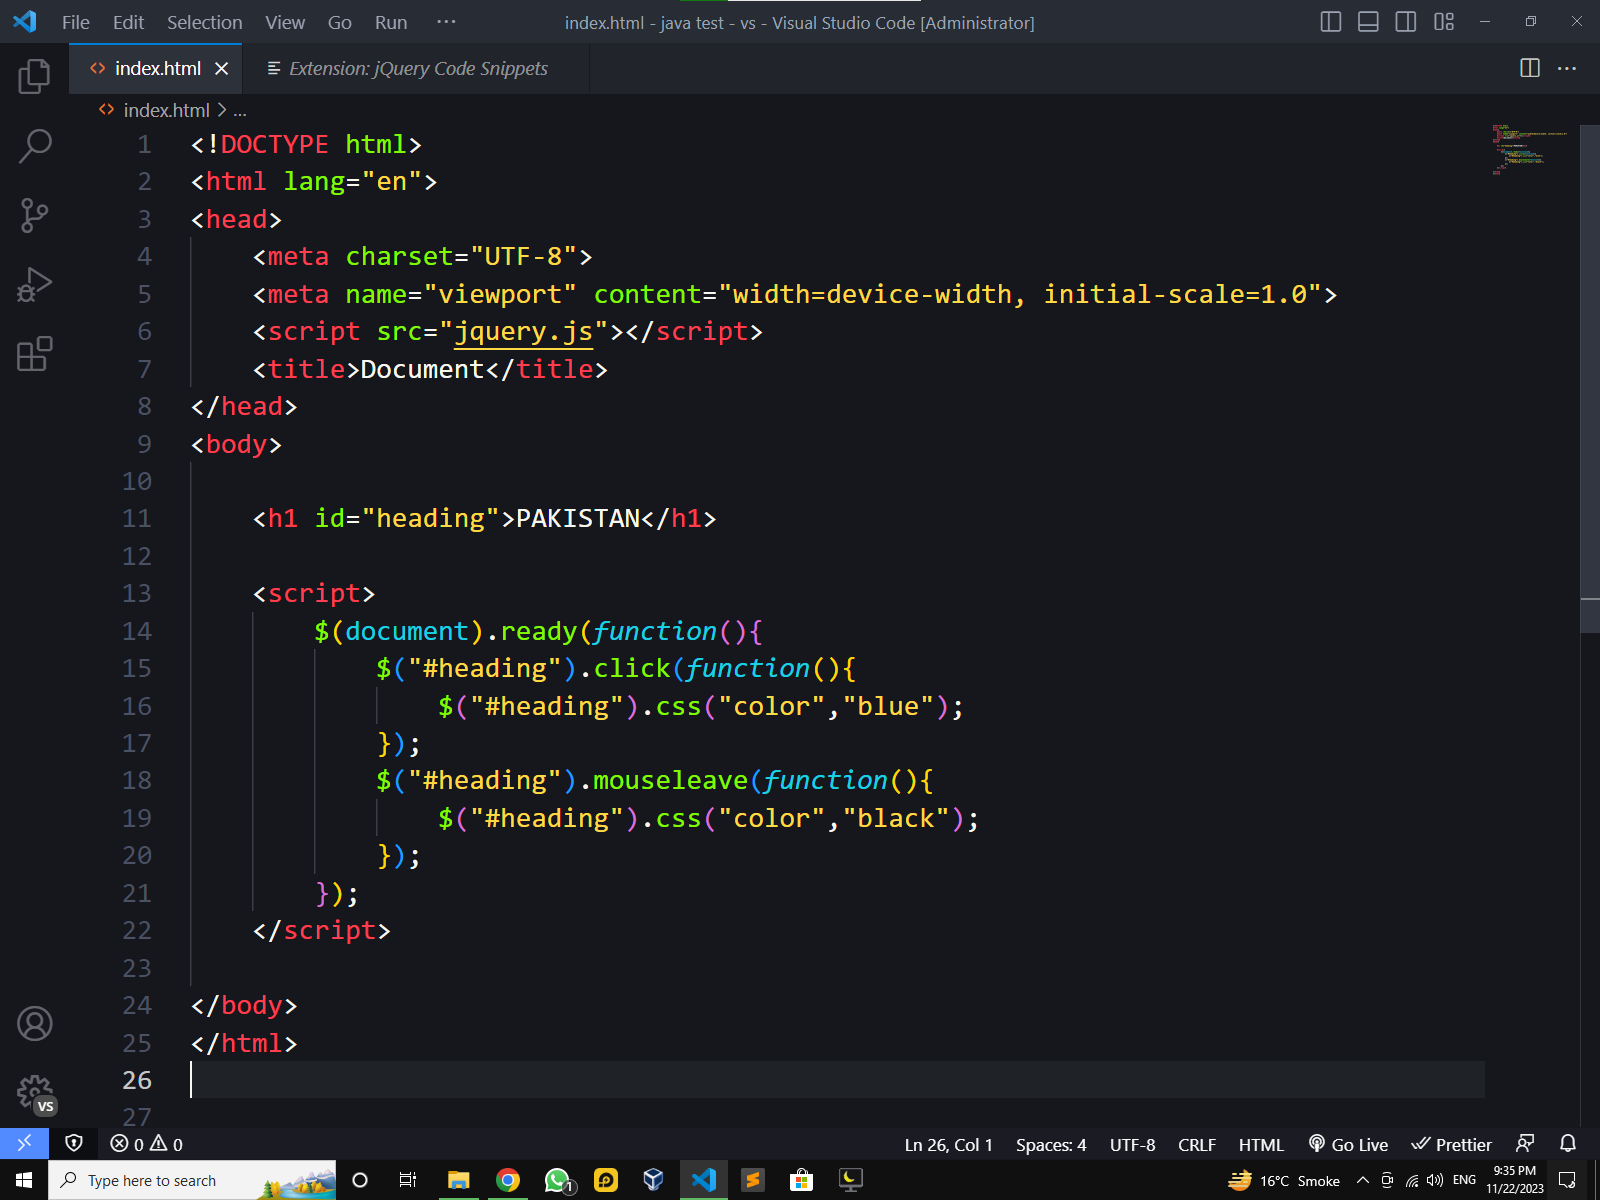 File Edit Selection View Go Run ··· index.html - java test - vs - Visual Studio Code [Administrator]
index.html Extension: jQuery Code Snippets
index.html > ...
1 <!DOCTYPE html>
2 <html lang="en">
3 <head>
4     <meta charset="UTF-8">
5     <meta name="viewport" content="width=device-width, initial-scale=1.0">
6     <script src="jquery.js"></script>
7     <title>Document</title>
8 </head>
9 <body>
10
11     <h1 id="heading">PAKISTAN</h1>
12
13     <script>
14         $(document).ready(function(){
15             $("#heading").click(function(){
16                 $("#heading").css("color","blue");
17             });
18             $("#heading").mouseleave(function(){
19                 $("#heading").css("color","black");
20             });
21         });
22     </script>
23
24 </body>
25 </html>
26
27
VS
0 0 Ln 26, Col 1 Spaces: 4 UTF-8 CRLF HTML Go Live Prettier
Type here to search 1 16°C Smoke ENG 9:35 PM
11/22/2023